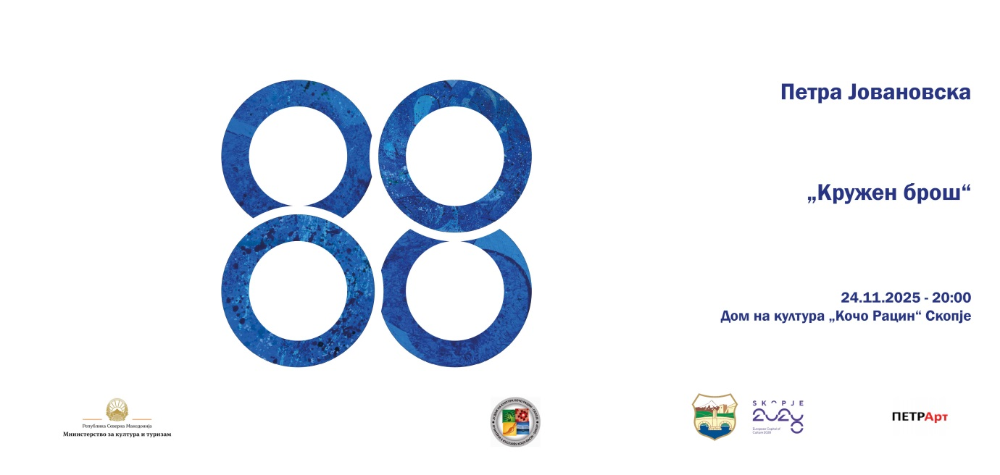 Петра Јовановска
„Кружен брош“
24.11.2025 - 20:00
Дом на култура „Кочо Рацин“ Скопје
Република Северна Македонија
Министерство за култура и туризам
SKOPJE
2028
European Capital of
Culture 2028
ПЕТРАрт